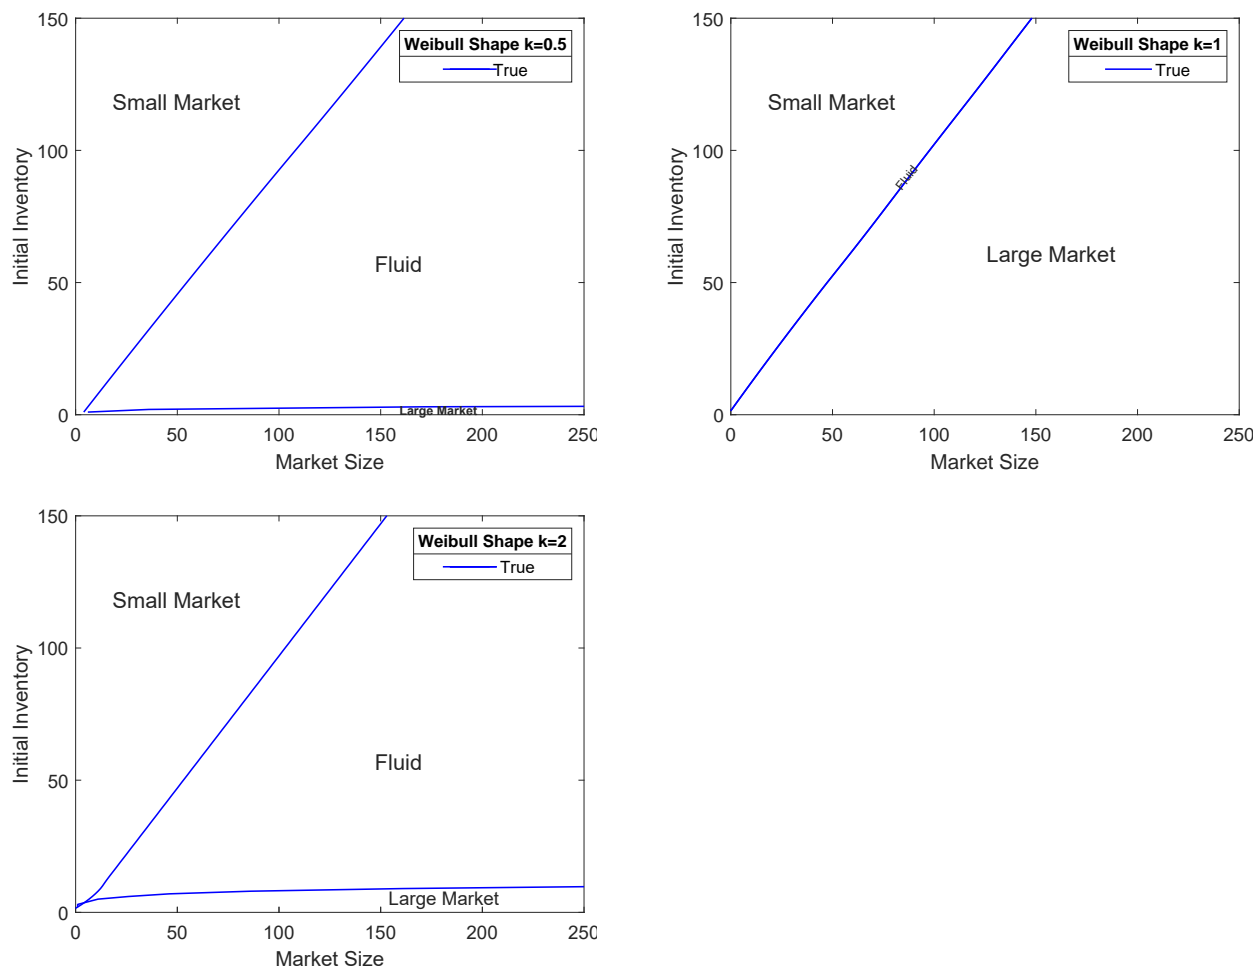 150
100
50
0
Initial Inventory
Small Market
Fluid
Large Market
Weibull Shape k=0.5
True
0
50
100
150
200
250
Market Size
150
100
50
0
Initial Inventory
Small Market
Fluid
Large Market
Weibull Shape k=1
True
0
50
100
150
200
250
Market Size
150
100
50
0
Initial Inventory
Small Market
Fluid
Large Market
Weibull Shape k=2
True
0
50
100
150
200
250
Market Size